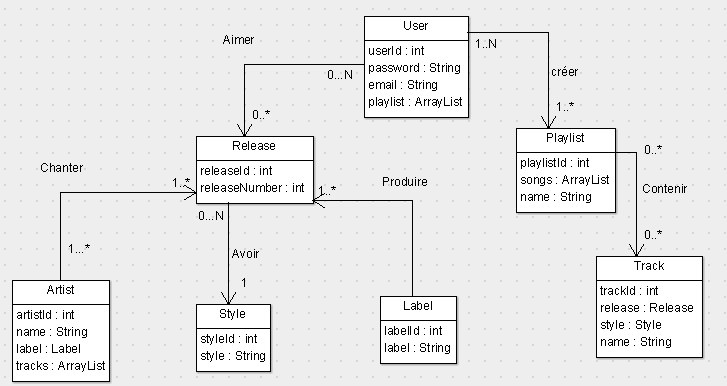 User
userId : int
password : String
email : String
playlist : ArrayList
Aimer
0...N
0..*
1..N
créer
1..*
Release
releaseId : int
releaseNumber : int
Playlist
playlistId : int
songs : ArrayList
name : String
0..*
Contenir
0..*
Chanter
1..*
1...*
0...N
Avoir
1
1..*
Produire
Artist
artistId : int
name : String
label : Label
tracks : ArrayList
Style
styleId : int
style : String
Label
labelId : int
label : String
Track
trackId : int
release : Release
style : Style
name : String